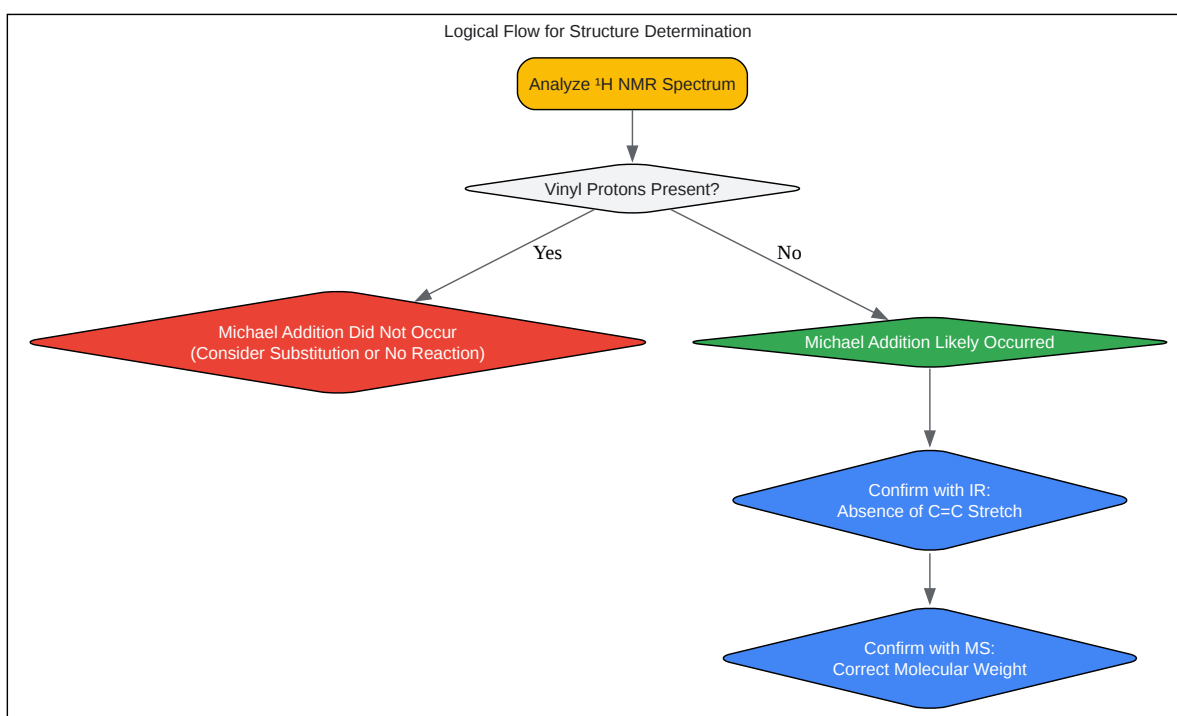 Logical Flow for Structure Determination
Analyze ¹H NMR Spectrum
Vinyl Protons Present?
Yes
No
Michael Addition Did Not Occur
(Consider Substitution or No Reaction)
Michael Addition Likely Occurred
Confirm with IR:
Absence of C=C Stretch
Confirm with MS:
Correct Molecular Weight